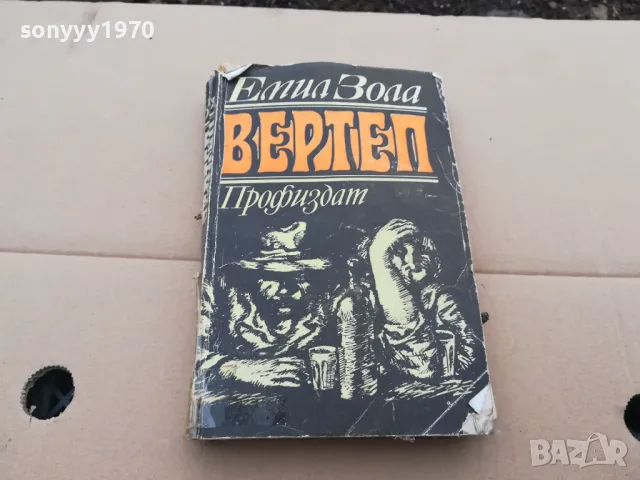 sonyyy1970
Емил Зола
ВЕРТЕП
Профиздат
BAZAR